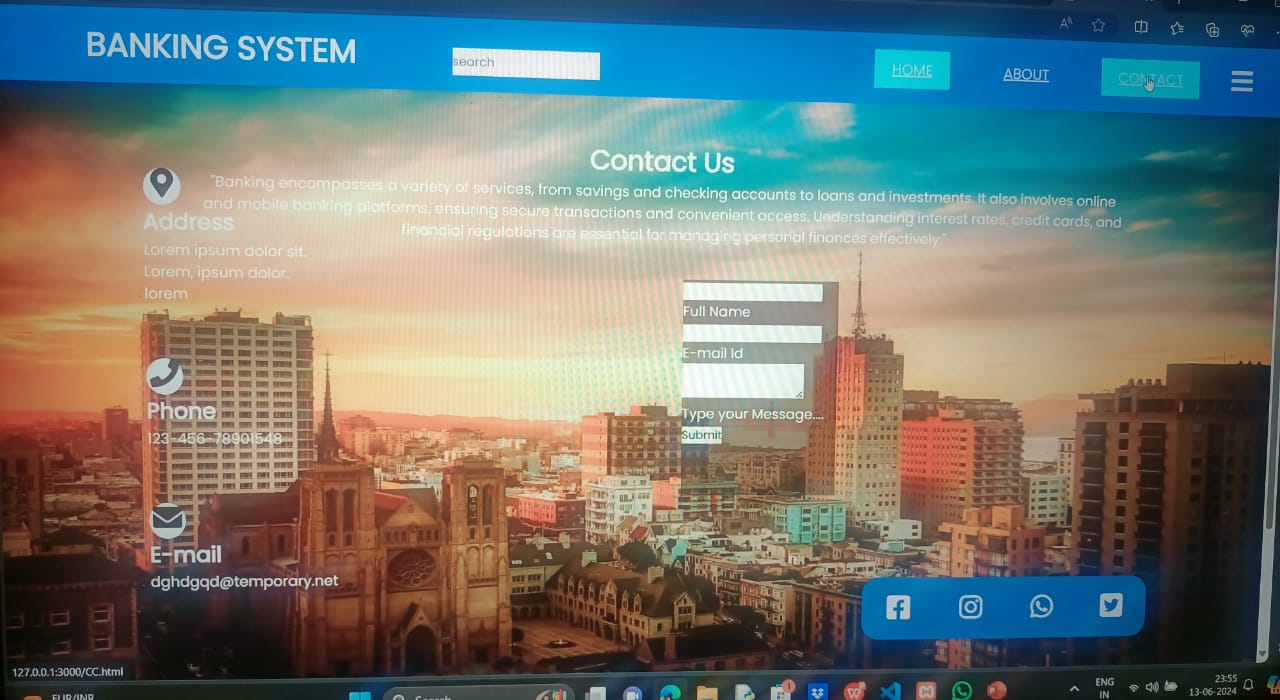 BANKING SYSTEM
search
HOME
ABOUT
CONTACT
Contact Us
"Banking encompasses a variety of services, from savings and checking accounts to loans and investments. It also involves online
and mobile banking platforms, ensuring secure transactions and convenient access. Understanding interest rates, credit cards, and
financial regulations are essential for managing personal finances effectively."
Address
Lorem ipsum dolor sit.
Lorem, ipsum dolor.
lorem
Full Name
E-mail Id
Type your Message....
Submit
Phone
123-456-78901548
E-mail
dghdgqd@temporary.net
127.0.0.1:3000/CC.html
EUR/INR
Search
ENG
IN
23:55
13-06-2024